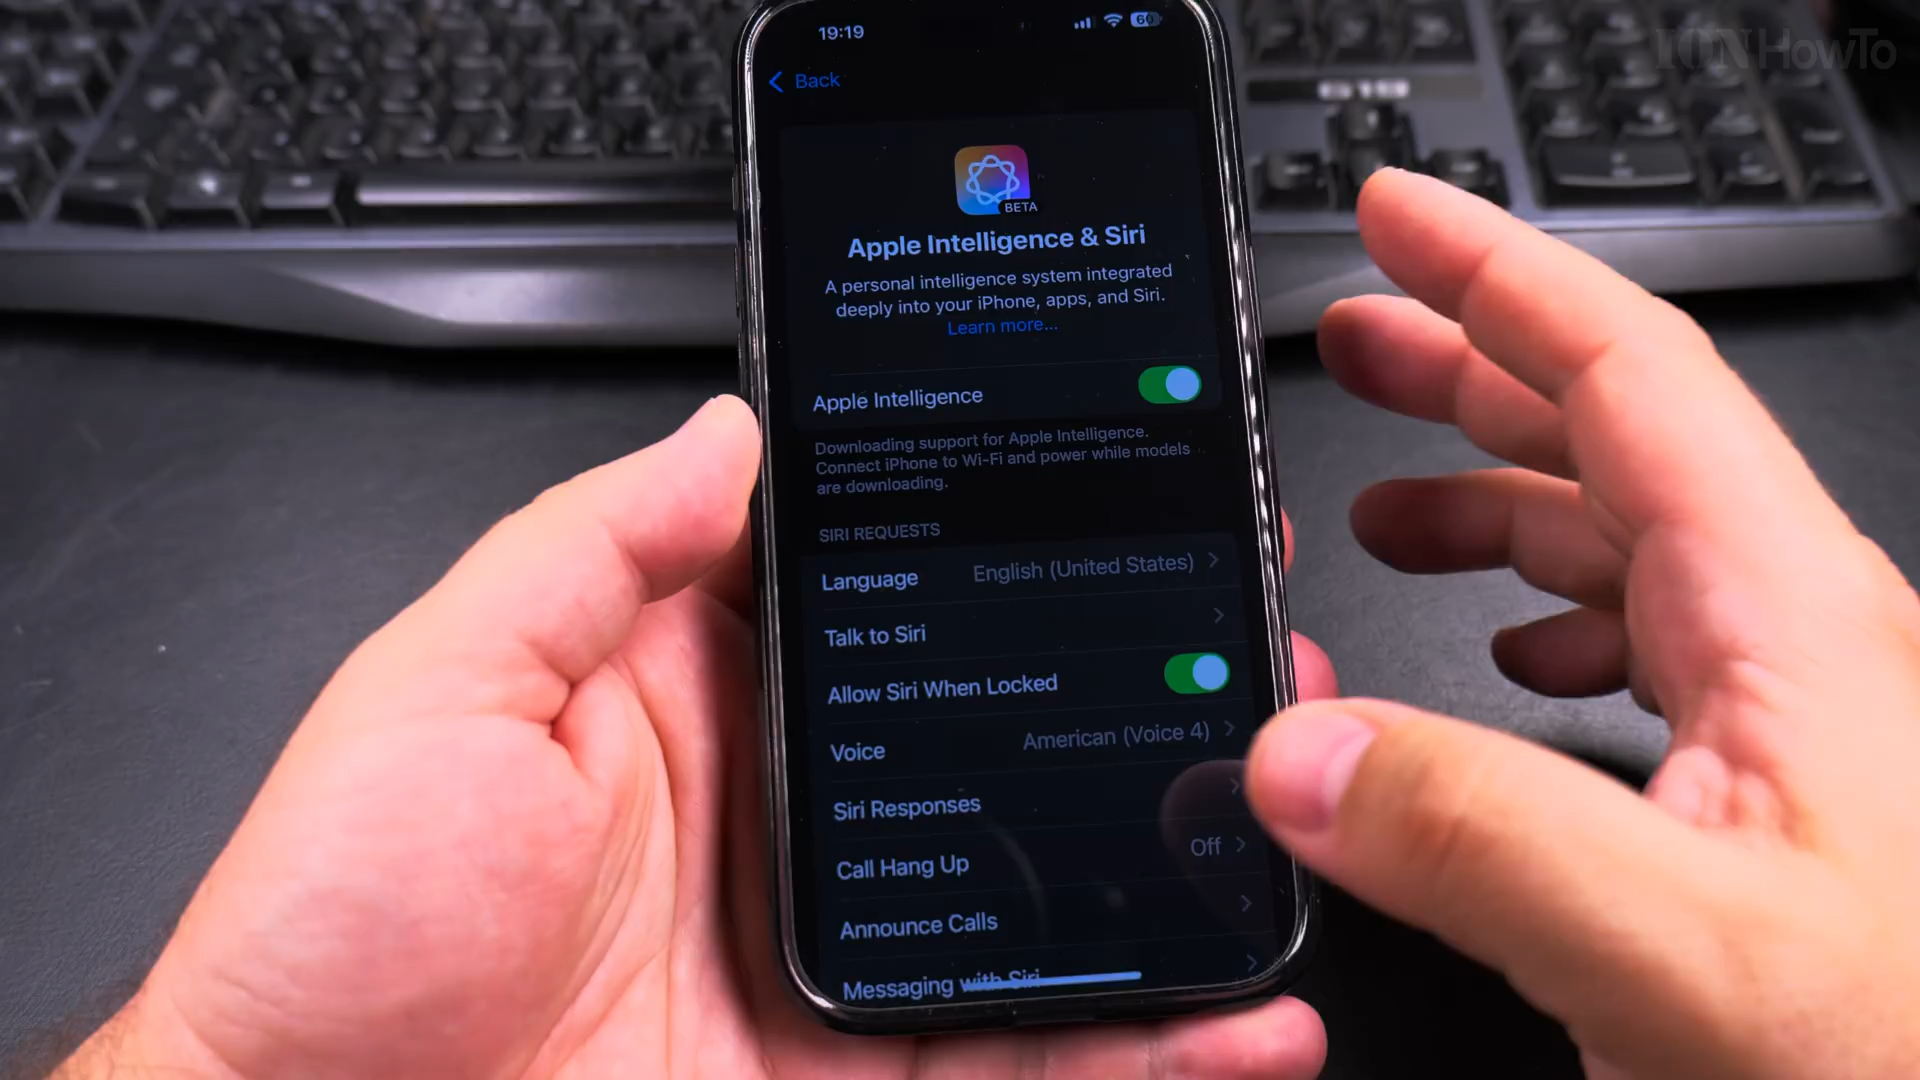 IONHowTo
19:19
60
Back
BETA
Apple Intelligence & Siri
A personal intelligence system integrated
deeply into your iPhone, apps, and Siri.
Learn more...
Apple Intelligence
Downloading support for Apple Intelligence.
Connect iPhone to Wi-Fi and power while models
are downloading.
SIRI REQUESTS
Language English (United States)
Talk to Siri
Allow Siri When Locked
Voice American (Voice 4)
Siri Responses
Call Hang Up Off
Announce Calls
Messaging with Siri